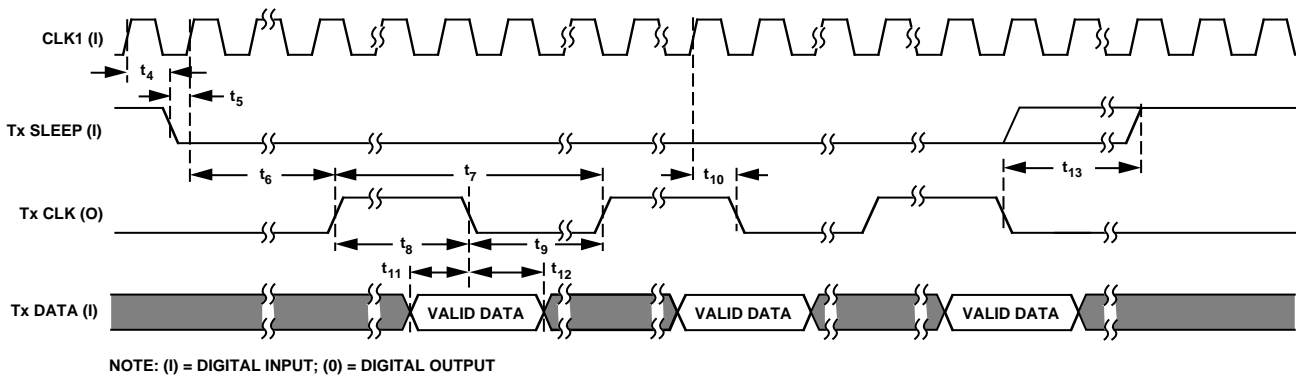 CLK1 (I)
t4
t5
Tx SLEEP (I)
t6
t7
t10
t13
Tx CLK (O)
t8
t9
t11
t12
Tx DATA (I)
VALID DATA
VALID DATA
VALID DATA
NOTE: (I) = DIGITAL INPUT; (0) = DIGITAL OUTPUT